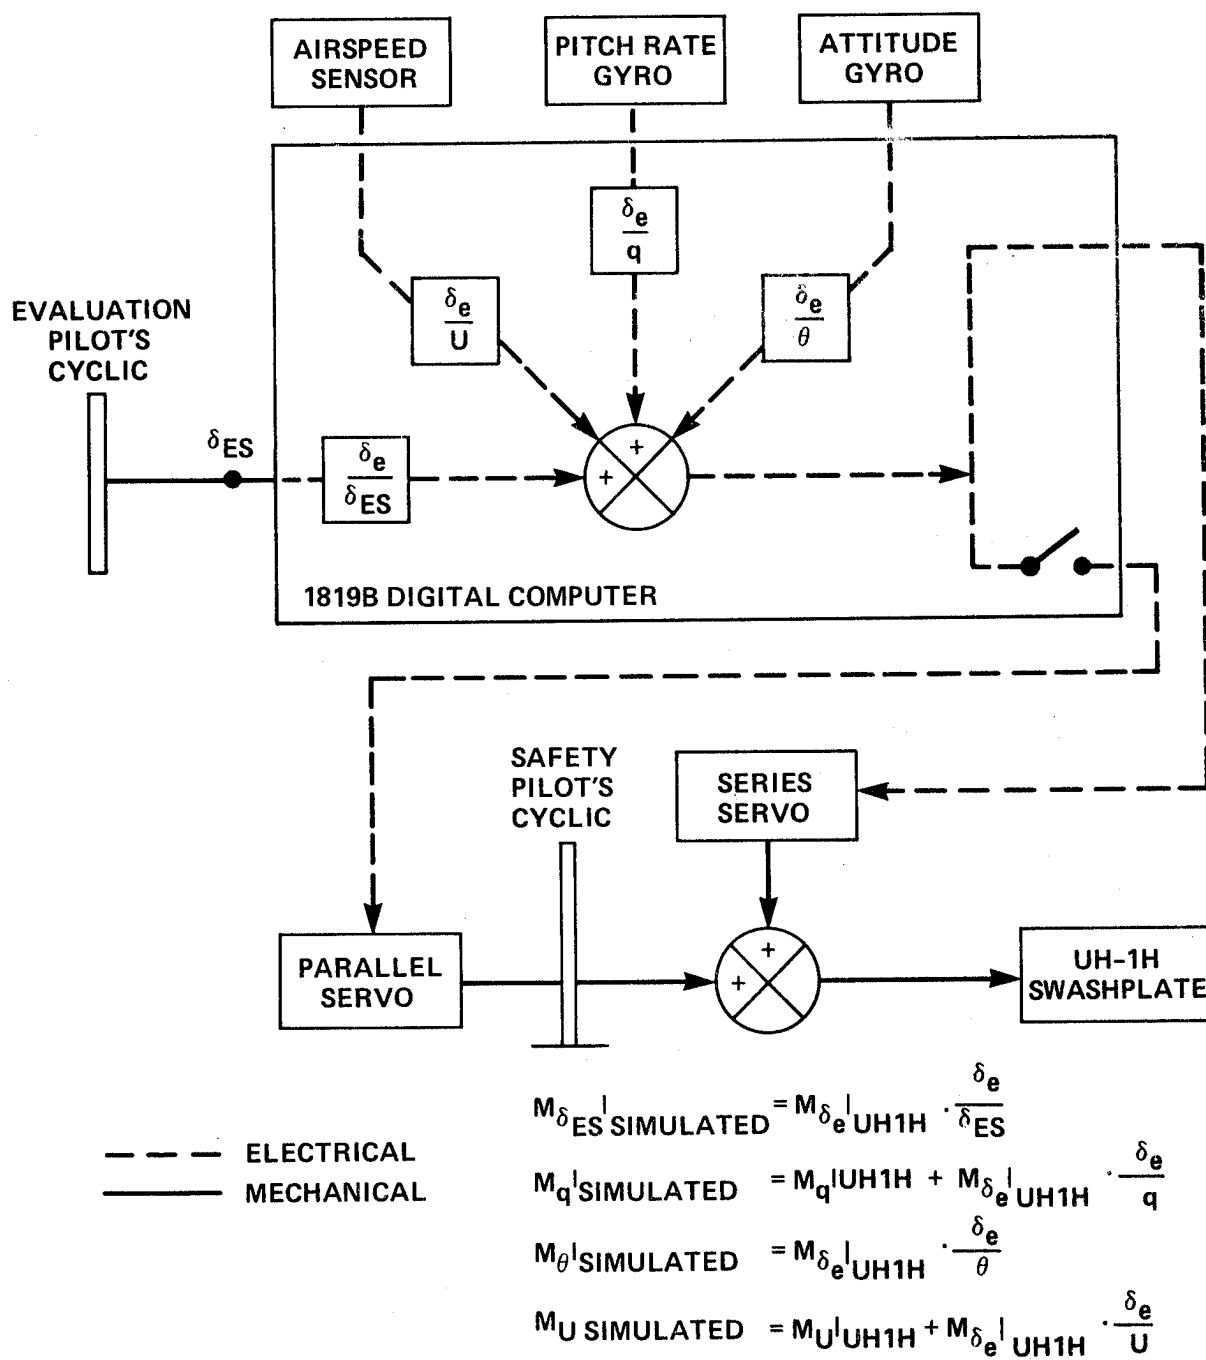 AIRSPEED
SENSOR
PITCH RATE
GYRO
ATTITUDE
GYRO
δe
q
δe
U
δe
θ
EVALUATION
PILOT'S
CYCLIC
δES
δe
δES
+
+
1819B DIGITAL COMPUTER
SAFETY
PILOT'S
CYCLIC
SERIES
SERVO
PARALLEL
SERVO
+
+
UH-1H
SWASHPLATE
ELECTRICAL
MECHANICAL
MδES|SIMULATED = Mδe|UH1H · δe/δES
Mq|SIMULATED = Mq|UH1H + Mδe|UH1H · δe/q
Mθ|SIMULATED = Mδe|UH1H · δe/θ
MU SIMULATED = MU|UH1H + Mδe|UH1H · δe/U